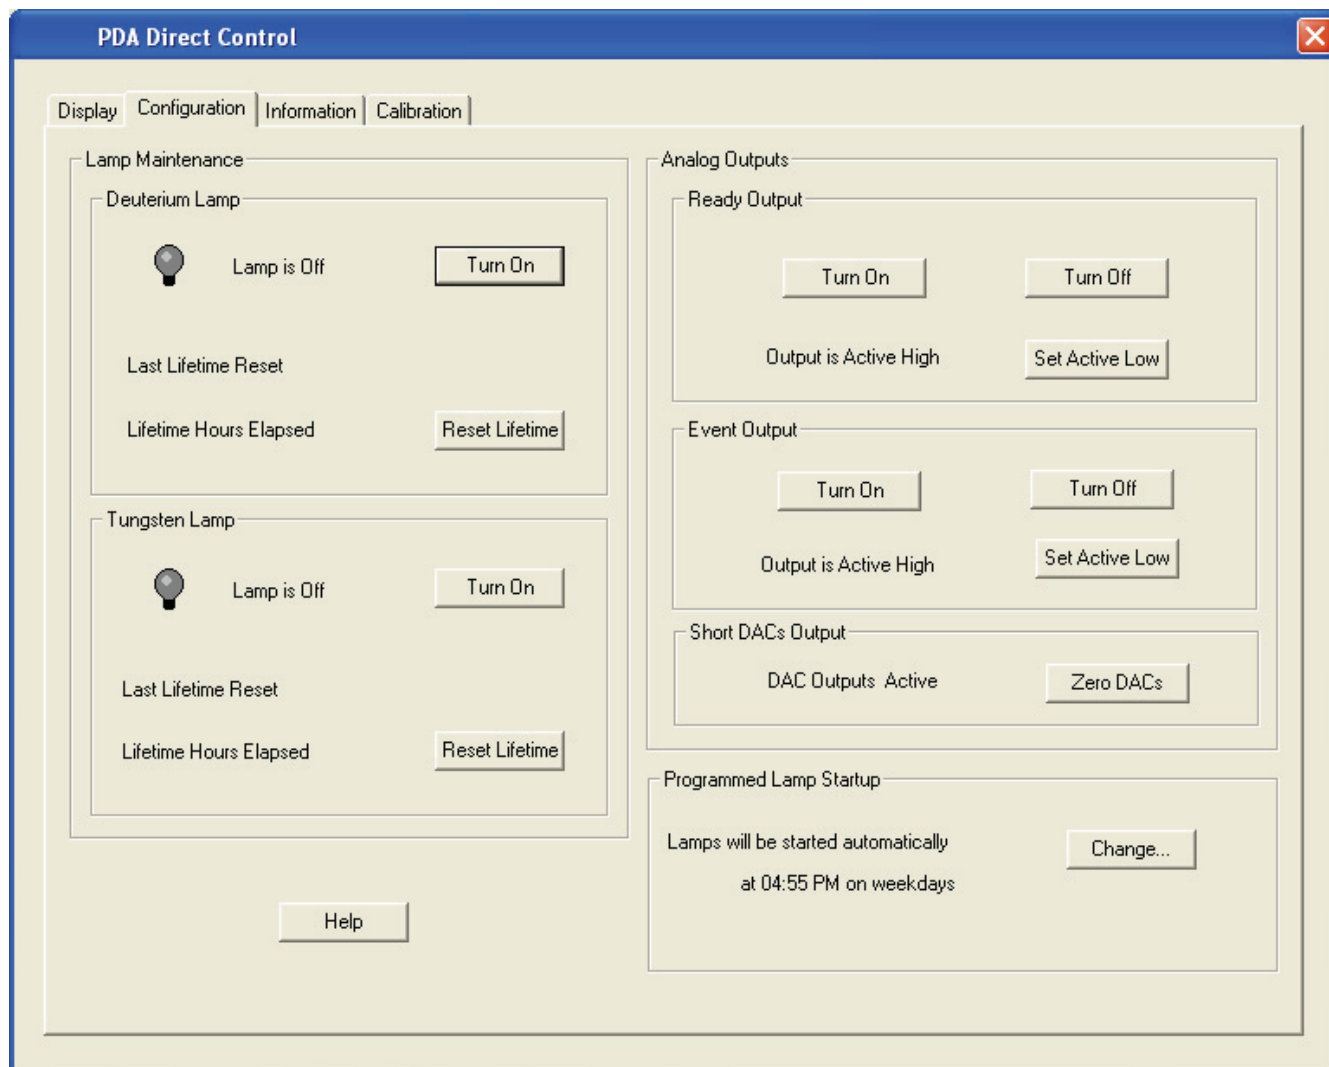 PDA Direct Control
Display
Configuration
Information
Calibration
Lamp Maintenance
Deuterium Lamp
Lamp is Off
Turn On
Last Lifetime Reset
Lifetime Hours Elapsed
Reset Lifetime
Tungsten Lamp
Lamp is Off
Turn On
Last Lifetime Reset
Lifetime Hours Elapsed
Reset Lifetime
Help
Analog Outputs
Ready Output
Turn On
Turn Off
Output is Active High
Set Active Low
Event Output
Turn On
Turn Off
Output is Active High
Set Active Low
Short DACs Output
DAC Outputs Active
Zero DACs
Programmed Lamp Startup
Lamps will be started automatically
at 04:55 PM on weekdays
Change...